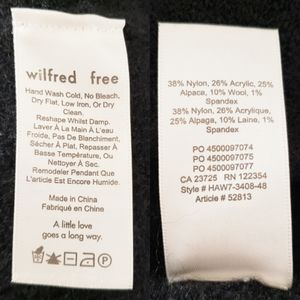 wilfred free
Hand Wash Cold, No Bleach,
Dry Flat, Low Iron, Or Dry
Clean.
Reshape Whilst Damp.
Laver À La Main À L'eau
Froide, Pas De Blanchiment,
Sécher À Plat, Repasser À
Basse Température, Ou
Nettoyer À Sec.
Remodeler Pendant Que
L'article Est Encore Humide.
Made in China
Fabriqué en Chine
A little love
goes a long way.
38% Nylon, 26% Acrylic, 25%
Alpaca, 10% Wool, 1%
Spandex
38% Nylon, 26% Acrylique,
25% Alpaga, 10% Laine, 1%
Spandex
PO 4500097074
PO 4500097075
PO 4500097077
CA 23725 RN 122354
Style # HAW7-3408-48
Article # 52813